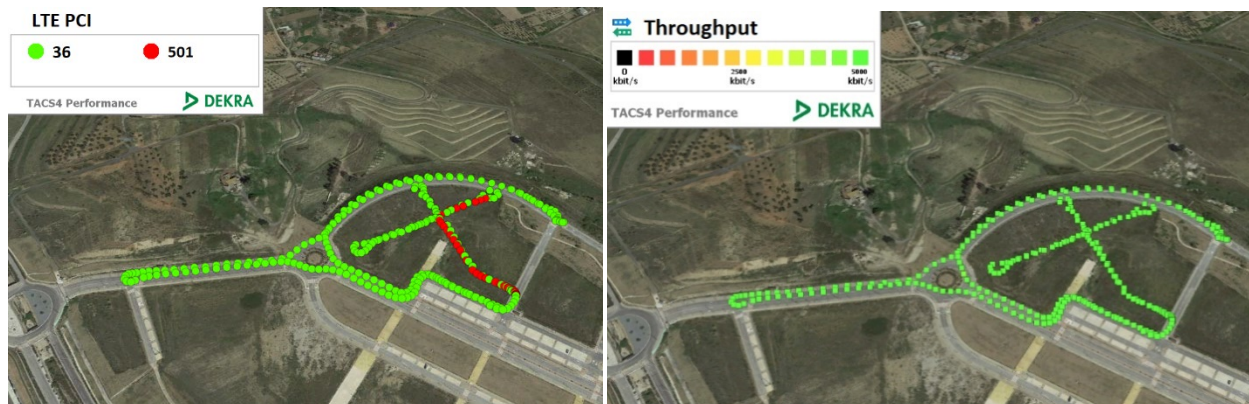 LTE PCI
36 501
TACS4 Performance DEKRA
Throughput
0 2500 5000
kbit/s kbit/s kbit/s
TACS4 Performance DEKRA